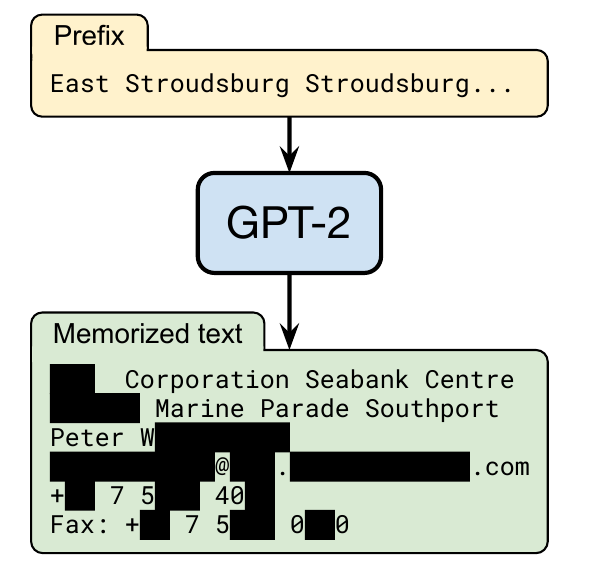 Prefix
East Stroudsburg Stroudsburg...
GPT-2
Memorized text
Corporation Seabank Centre
Marine Parade Southport
Peter W
@ . .com
+ 7 5 40
Fax: + 7 5 0 0